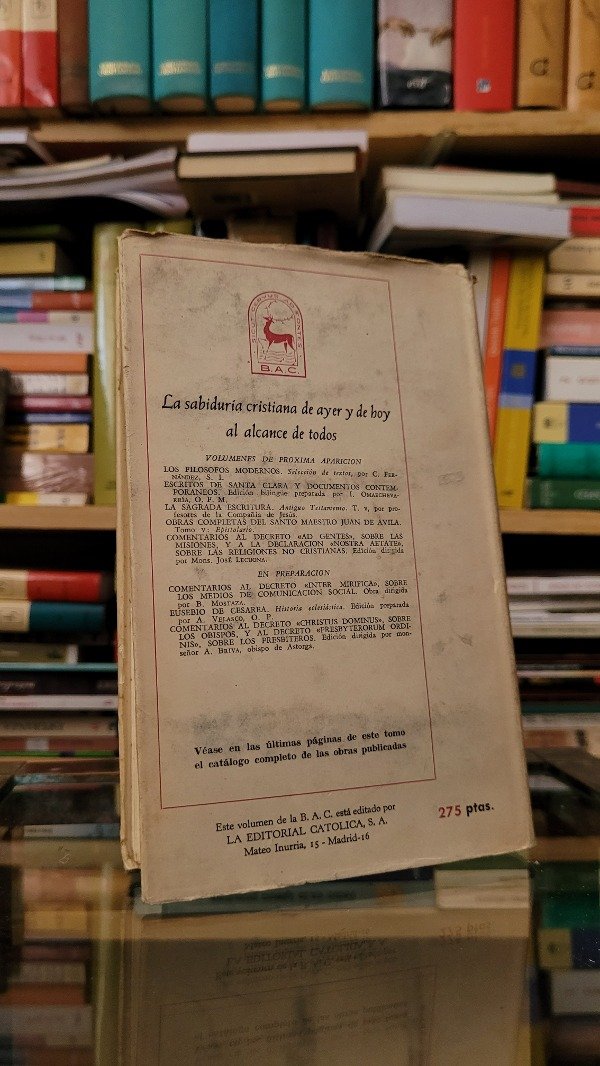 SICUT CERVUS AD FONTES
B.A.C.
La sabiduría cristiana de ayer y de hoy
al alcance de todos
VOLUMENES DE PROXIMA APARICION
LOS FILOSOFOS MODERNOS. Selección de textos, por C. FER-
NÁNDEZ, S. I.
ESCRITOS DE SANTA CLARA Y DOCUMENTOS CONTEM-
PORANEOS. Edición bilingüe preparada por I. OMAECHEVA-
RRÍA, O. F. M.
LA SAGRADA ESCRITURA. Antiguo Testamento. T. V, por pro-
fesores de la Compañía de Jesús.
OBRAS COMPLETAS DEL SANTO MAESTRO JUAN DE AVILA.
Tomo V: Epistolario.
COMENTARIOS AL DECRETO «AD GENTES», SOBRE LAS
MISIONES, Y A LA DECLARACION «NOSTRA AETATE»,
SOBRE LAS RELIGIONES NO CRISTIANAS. Edición dirigida
por Mons. JOSÉ LECUONA.
EN PREPARACION
COMENTARIOS AL DECRETO «INTER MIRIFICA», SOBRE
LOS MEDIOS DE COMUNICACION SOCIAL. Obra dirigida
por B. MOSTAZA.
EUSEBIO DE CESAREA. Historia eclesiástica. Edición preparada
por A. VELASCO, O. P.
COMENTARIOS AL DECRETO «CHRISTUS DOMINUS», SOBRE
LOS OBISPOS, Y AL DECRETO «PRESBYTERORUM ORDI-
NIS», SOBRE LOS PRESBITEROS. Edición dirigida por mon-
señor A. BRIVA, obispo de Astorga.
Véase en las últimas páginas de este tomo
el catálogo completo de las obras publicadas
Este volumen de la B. A. C. está editado por
LA EDITORIAL CATOLICA, S. A.
Mateo Inurria, 15 - Madrid-16
275 ptas.